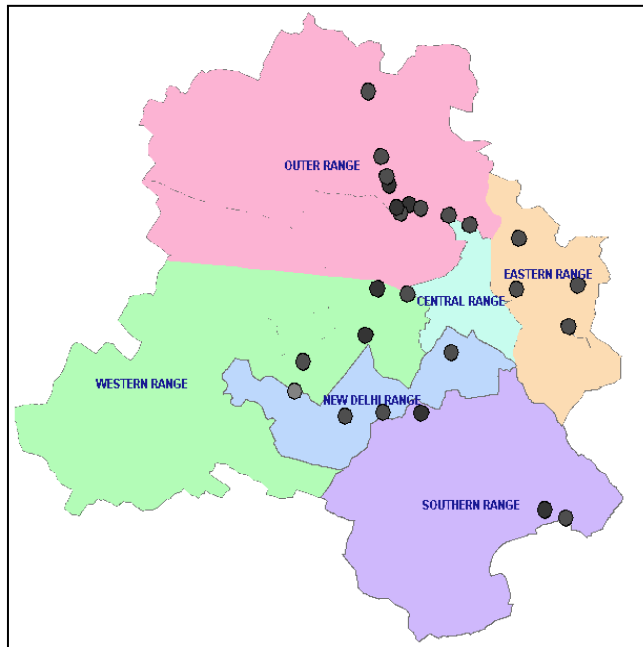 OUTER RANGE
EASTERN RANGE
CENTRAL RANGE
WESTERN RANGE
NEW DELHI RANGE
SOUTHERN RANGE